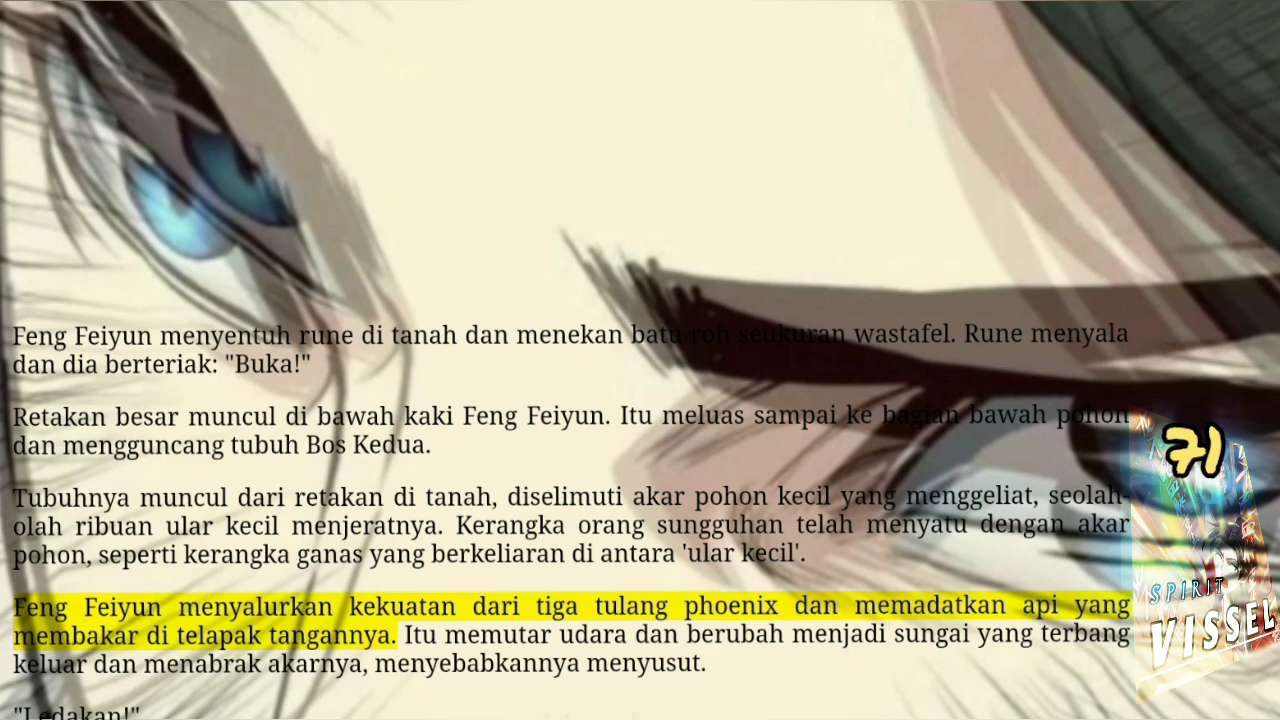 Feng Feiyun menyentuh rune di tanah dan menekan batu roh seukuran wastafel. Rune menyala
dan dia berteriak: "Buka!"
Retakan besar muncul di bawah kaki Feng Feiyun. Itu meluas sampai ke bagian bawah pohon
dan mengguncang tubuh Bos Kedua.
Tubuhnya muncul dari retakan di tanah, diselimuti akar pohon kecil yang menggeliat, seolah-
olah ribuan ular kecil menjeratnya. Kerangka orang sungguhan telah menyatu dengan akar
pohon, seperti kerangka ganas yang berkeliaran di antara 'ular kecil'.
Feng Feiyun menyalurkan kekuatan dari tiga tulang phoenix dan memadatkan api yang
membakar di telapak tangannya. Itu memutar udara dan berubah menjadi sungai yang terbang
keluar dan menabrak akarnya, menyebabkannya menyusut.
"Ledakan!"
71
SPIRIT
VISSEL